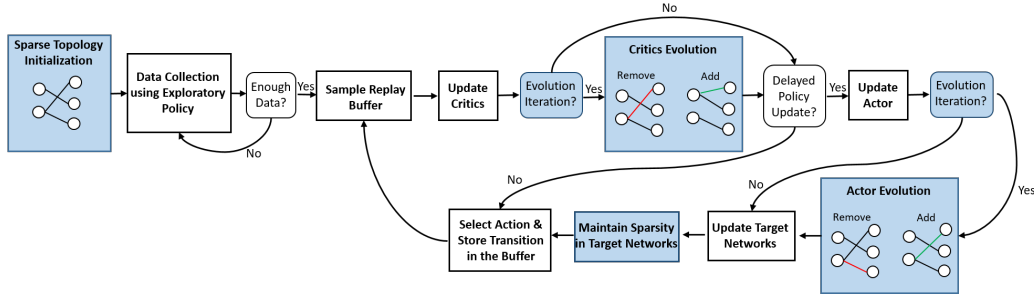 Sparse Topology
Initialization
Data Collection
using Exploratory
Policy
Enough
Data?
Yes
No
Sample Replay
Buffer
Update
Critics
Evolution
Iteration?
No
Yes
Critics Evolution
Remove
Add
Delayed
Policy
Update?
Yes
No
Update
Actor
Evolution
Iteration?
Yes
No
Actor Evolution
Remove
Add
Update Target
Networks
Maintain Sparsity
in Target Networks
Select Action &
Store Transition
in the Buffer